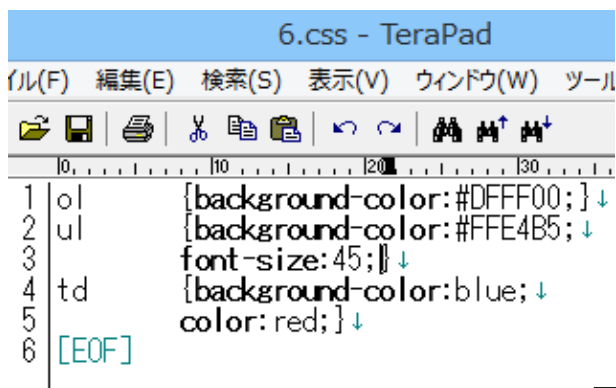 6.css - TeraPad
イル(F) 編集(E) 検索(S) 表示(V) ウィンドウ(W) ツール
0 10 20 30
1 ol {background-color:#DFFF00;}↓
2 ul {background-color:#FFE4B5;↓
3 font-size:45;}↓
4 td {background-color:blue;↓
5 color:red;}↓
6 [EOF]